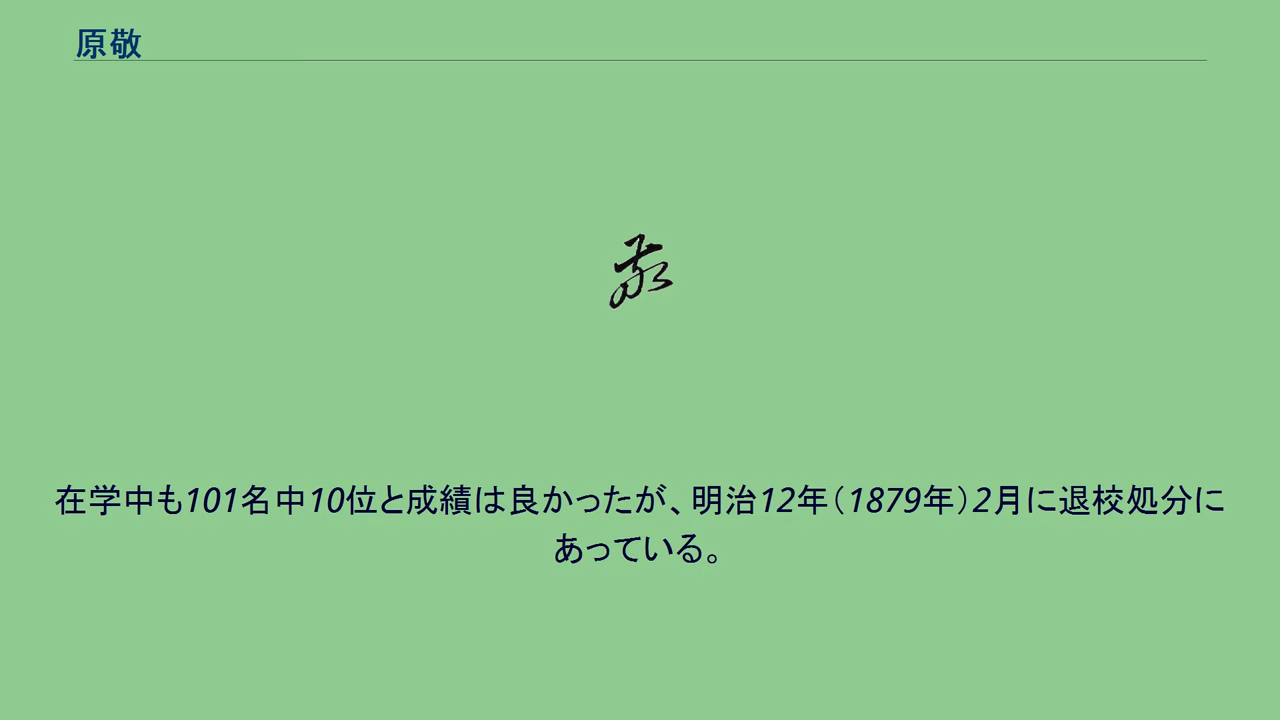 原敬
敬
在学中も101名中10位と成績は良かったが、明治12年（1879年）2月に退校処分に
あっている。